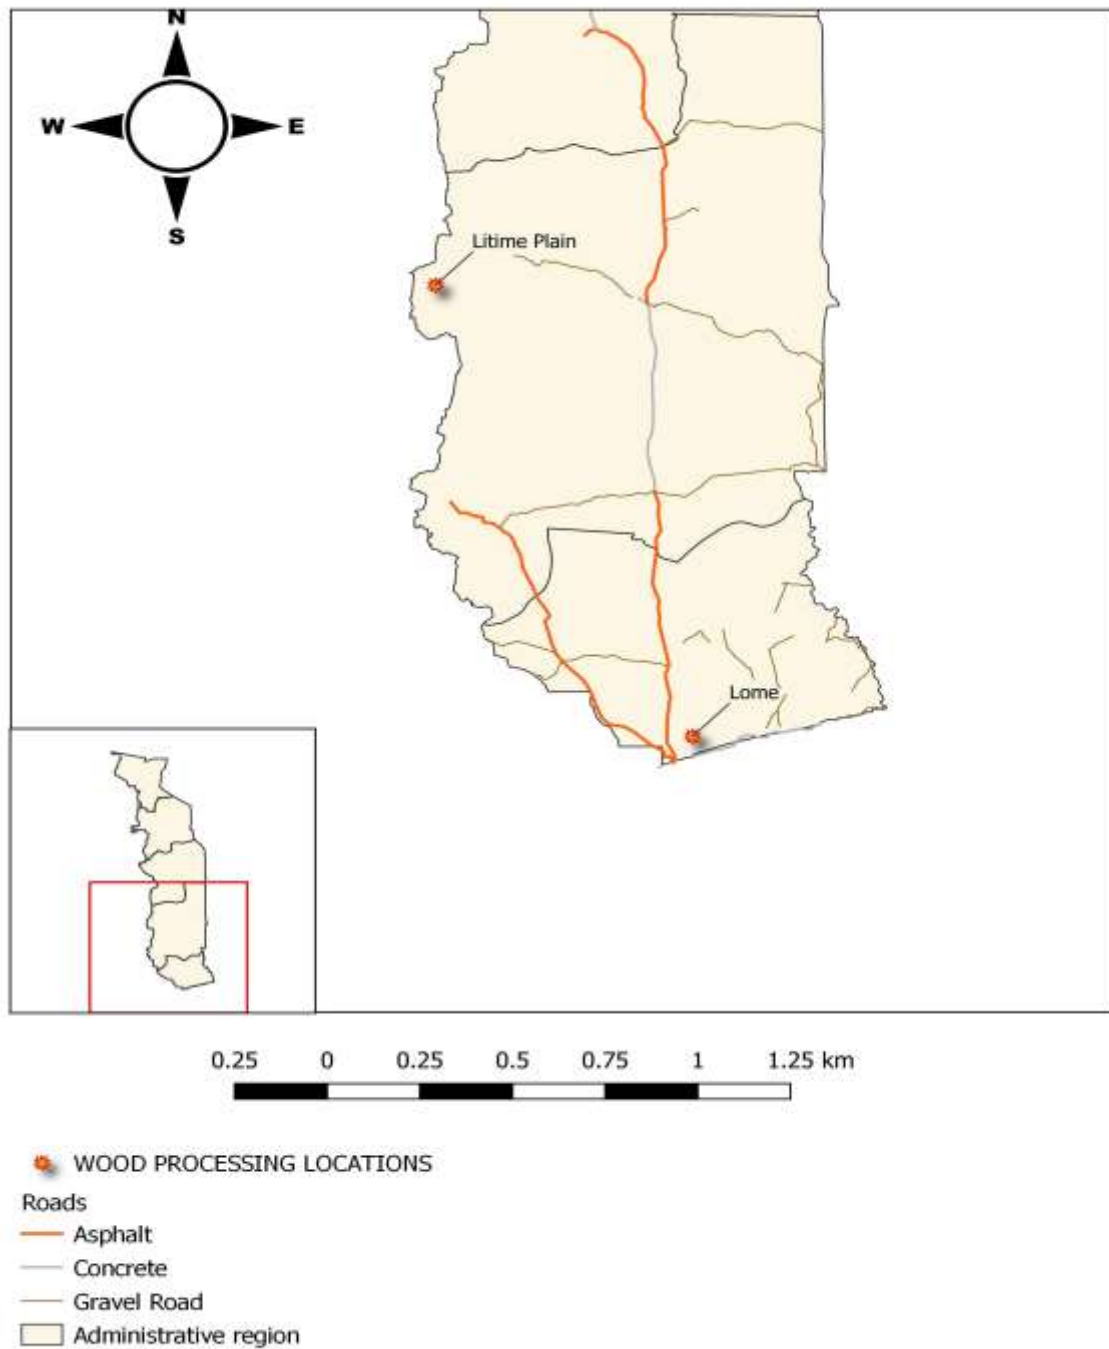 N
W E
S
Litime Plain
Lome
0.25 0 0.25 0.5 0.75 1 1.25 km
WOOD PROCESSING LOCATIONS
Roads
Asphalt
Concrete
Gravel Road
Administrative region